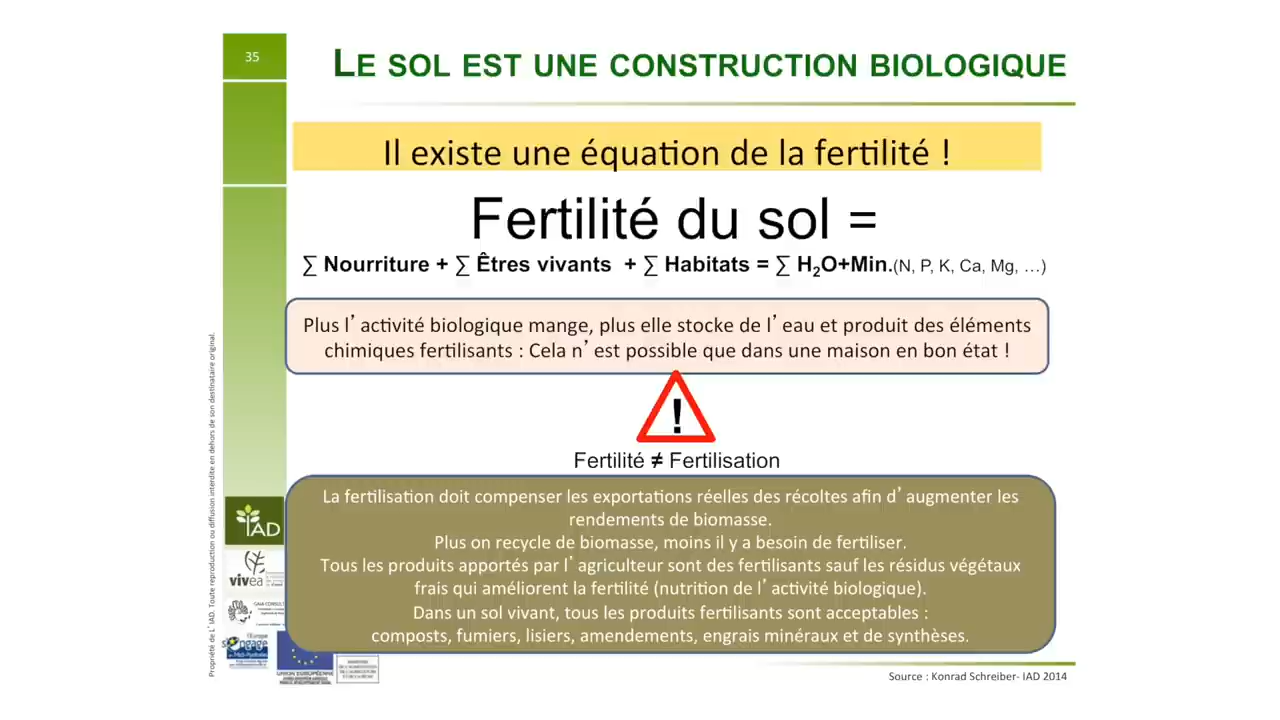 35
LE SOL EST UNE CONSTRUCTION BIOLOGIQUE
Il existe une équation de la fertilité !
Fertilité du sol =
∑ Nourriture + ∑ Êtres vivants + ∑ Habitats = ∑ H₂O+Min.(N, P, K, Ca, Mg, …)
Plus l’activité biologique mange, plus elle stocke de l’eau et produit des éléments
chimiques fertilisants : Cela n’est possible que dans une maison en bon état !
!
Fertilité ≠ Fertilisation
La fertilisation doit compenser les exportations réelles des récoltes afin d’augmenter les
rendements de biomasse.
Plus on recycle de biomasse, moins il y a besoin de fertiliser.
Tous les produits apportés par l’agriculteur sont des fertilisants sauf les résidus végétaux
frais qui améliorent la fertilité (nutrition de l’activité biologique).
Dans un sol vivant, tous les produits fertilisants sont acceptables :
composts, fumiers, lisiers, amendements, engrais minéraux et de synthèses.
Propriété de L’IAD. Toute reproduction ou diffusion interdite en dehors de son destinataire original.
IAD
vivea
GAIA CONSULT
l'Europe
s'engage
UNION EUROPÉENNE
Source : Konrad Schreiber- IAD 2014